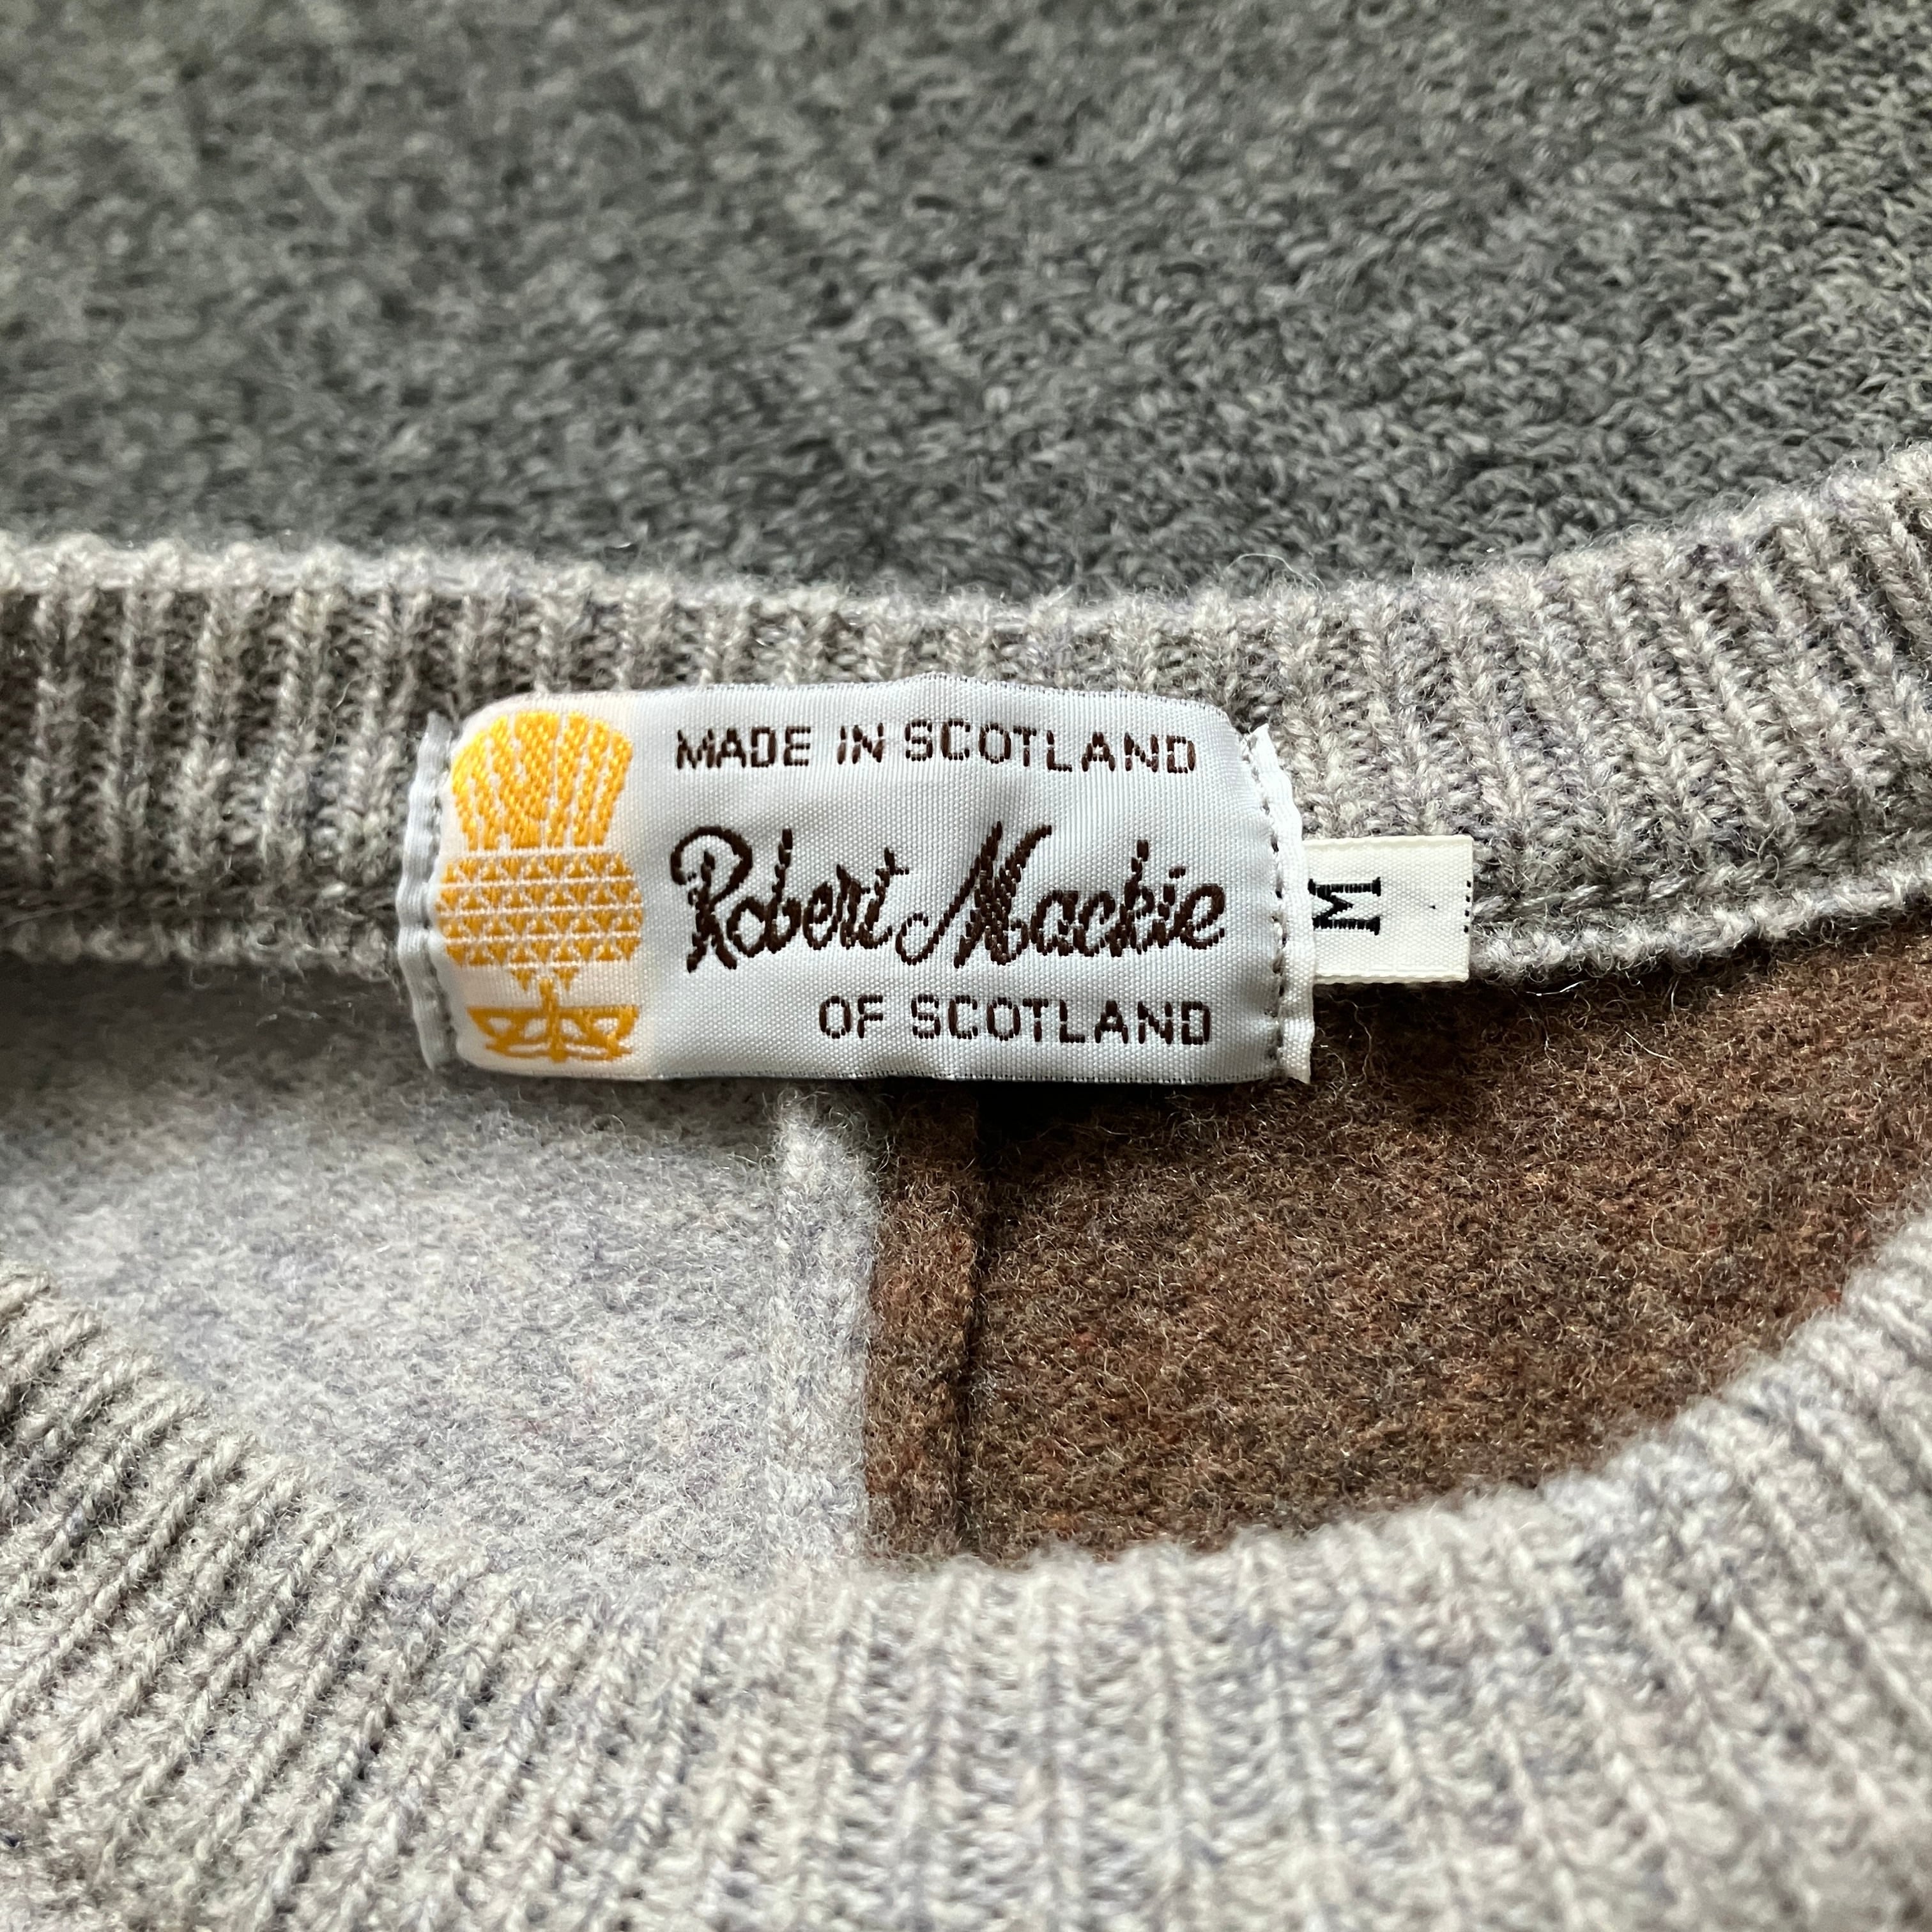 MADE IN SCOTLAND
Robert Mackie
OF SCOTLAND
M